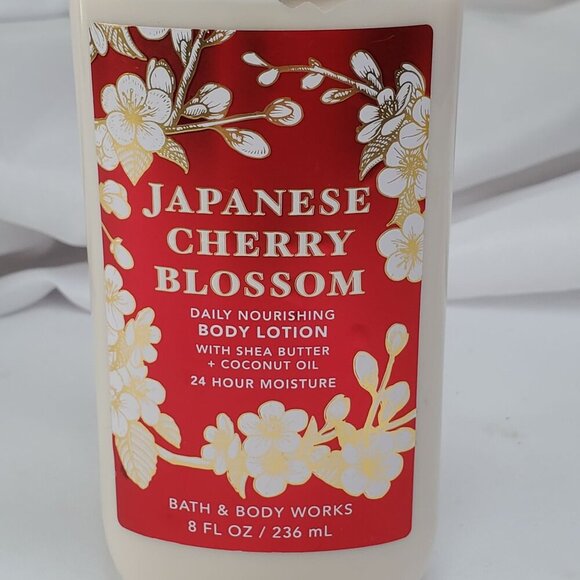 JAPANESE
CHERRY
BLOSSOM
DAILY NOURISHING
BODY LOTION
WITH SHEA BUTTER
+ COCONUT OIL
24 HOUR MOISTURE
BATH & BODY WORKS
8 FL OZ / 236 mL